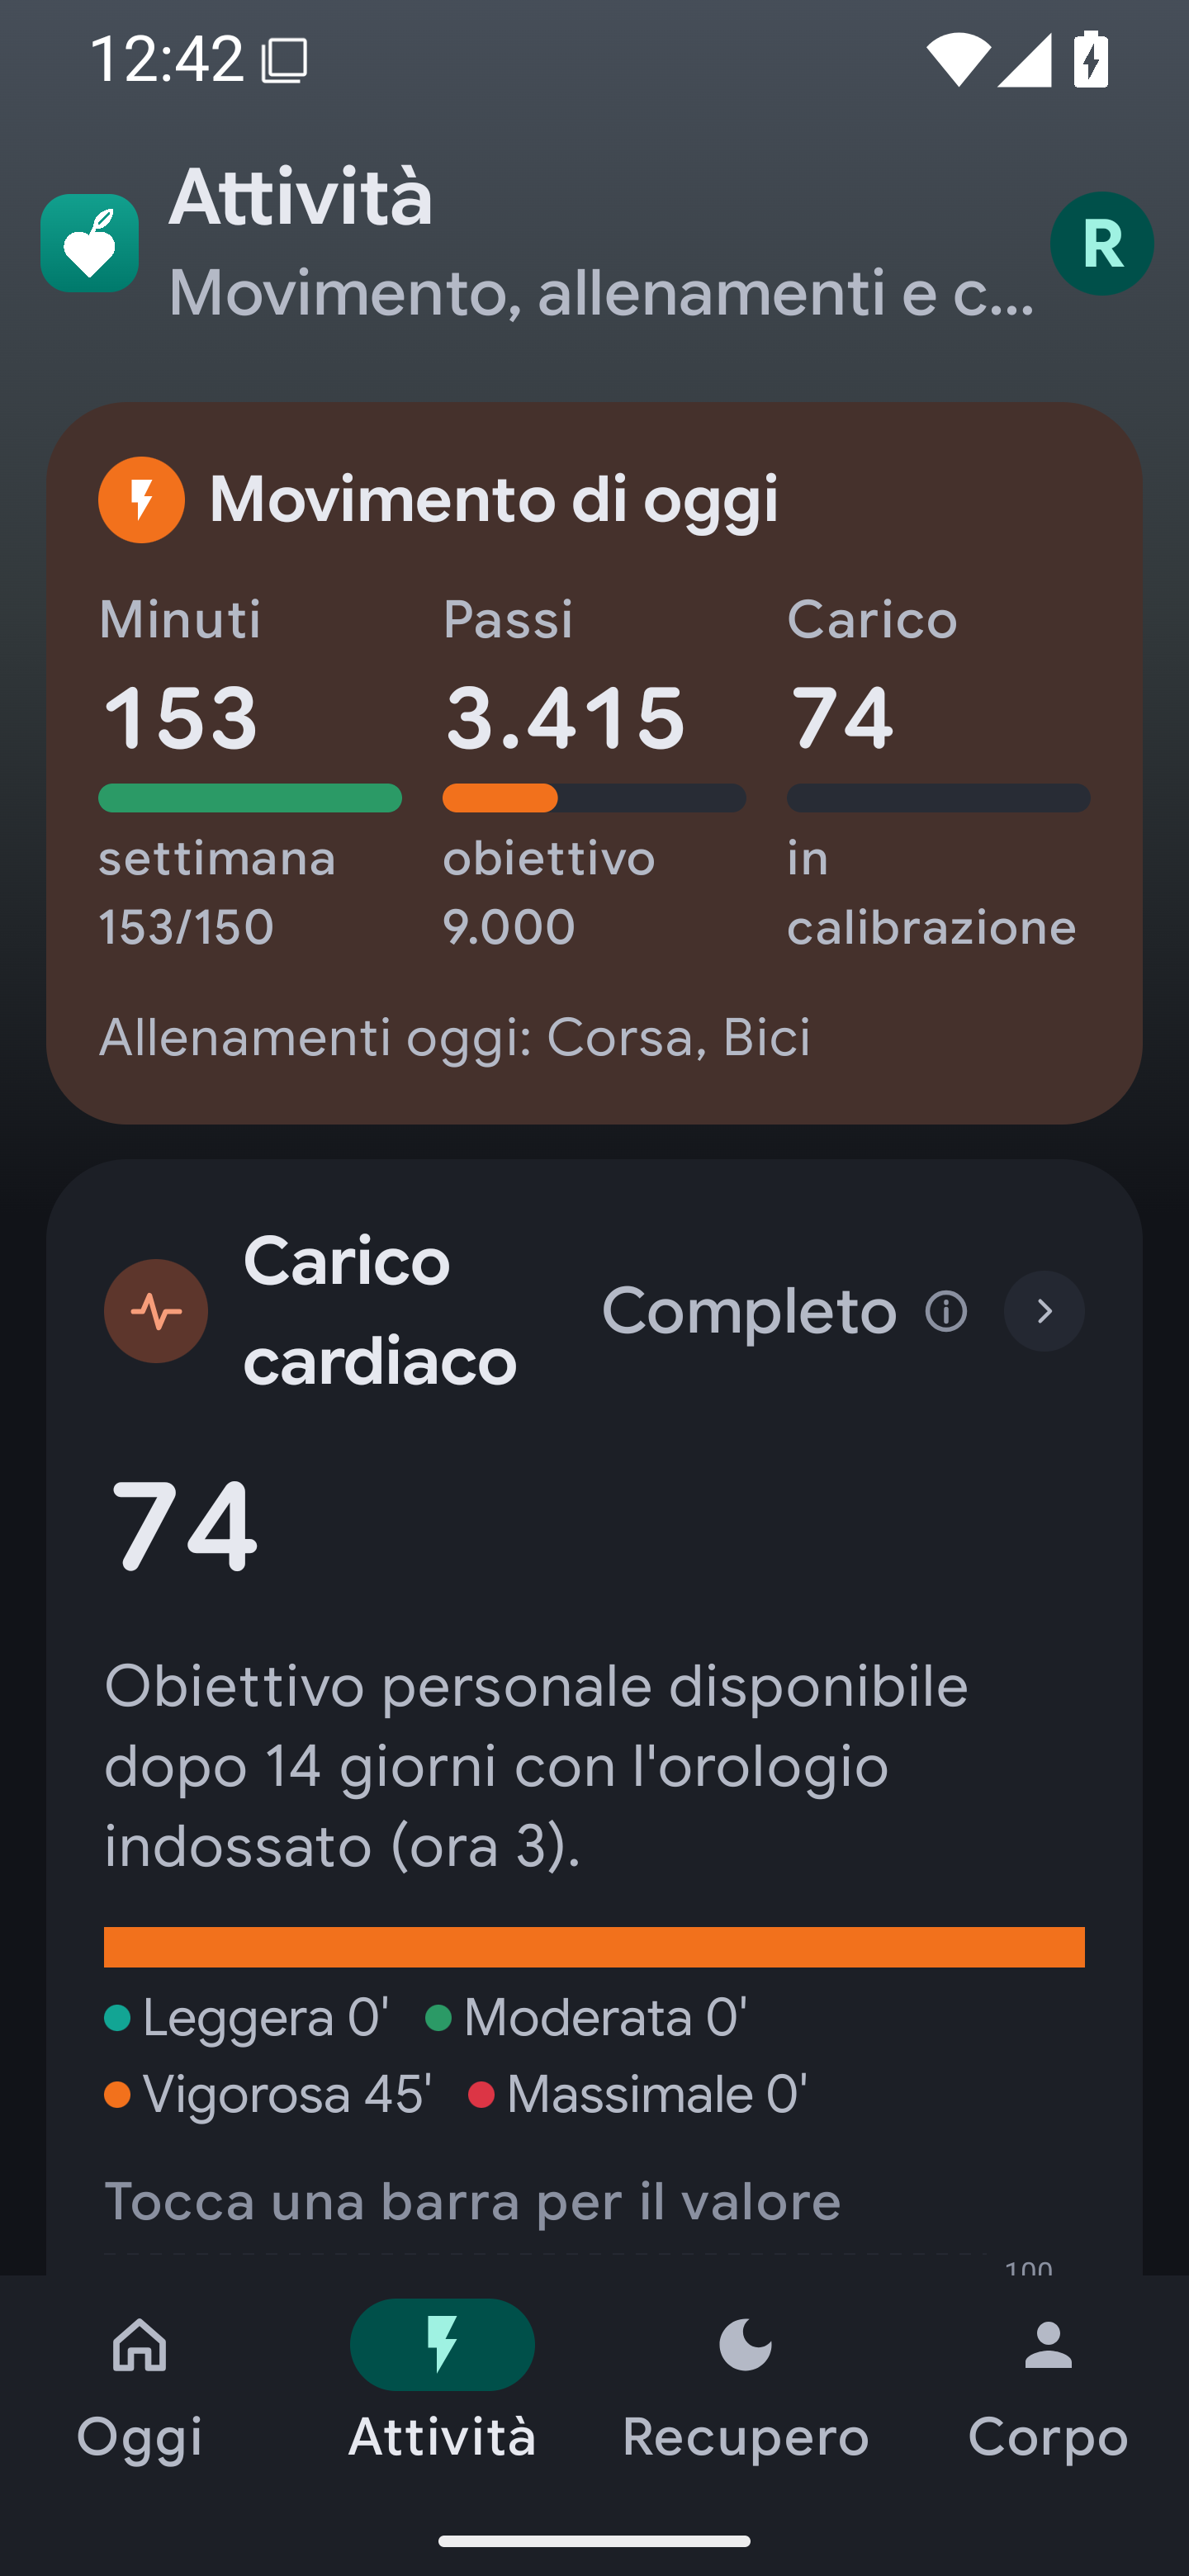 12:42
Attività
Movimento, allenamenti e c...
R
Movimento di oggi
Minuti Passi Carico
153 3.415 74
settimana obiettivo in
153/150 9.000 calibrazione
Allenamenti oggi: Corsa, Bici
Carico
cardiaco
Completo
74
Obiettivo personale disponibile
dopo 14 giorni con l'orologio
indossato (ora 3).
Leggera 0' Moderata 0'
Vigorosa 45' Massimale 0'
Tocca una barra per il valore
100
Oggi Attività Recupero Corpo